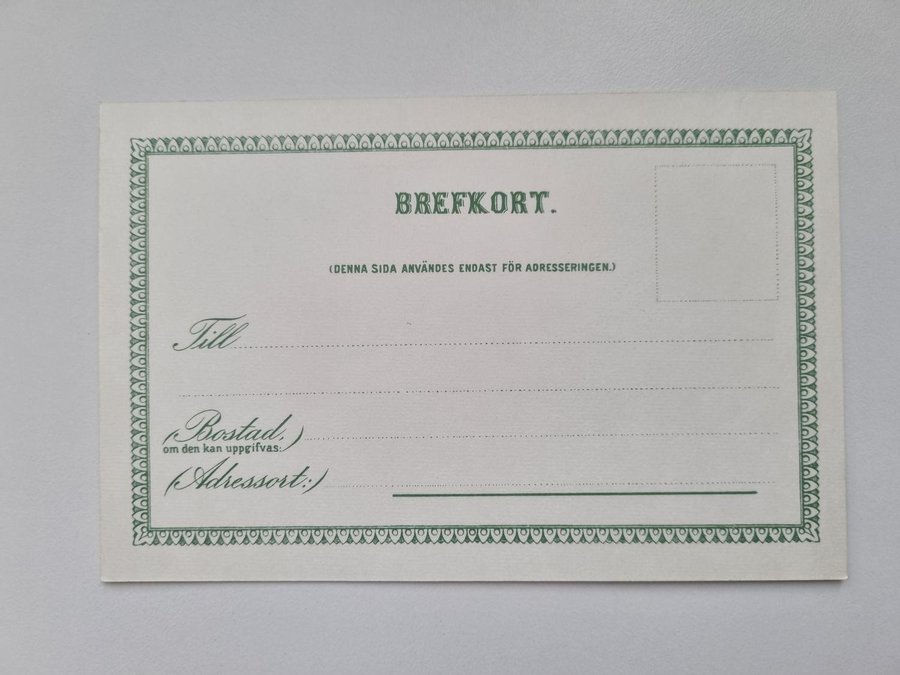 BREFKORT.
(DENNA SIDA ANVÄNDES ENDAST FÖR ADRESSERINGEN.)
Till
(Bostad,
om den kan uppgifvas:)
(Adressort:)